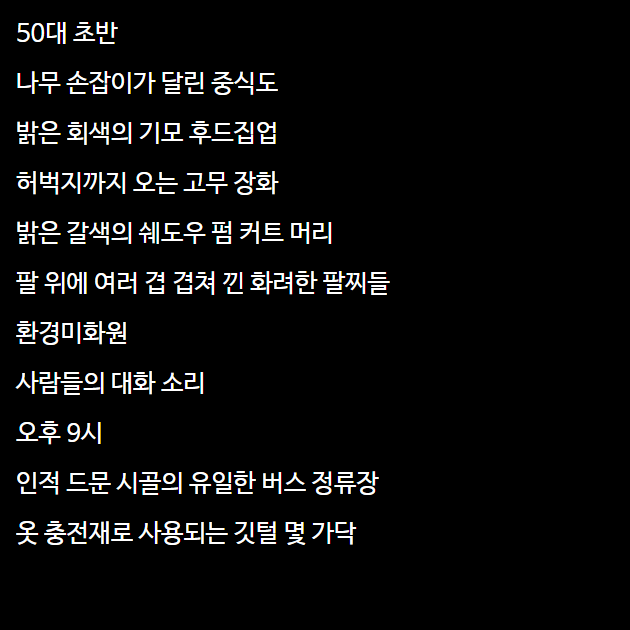 50대 초반
나무 손잡이가 달린 중식도
밝은 회색의 기모 후드집업
허벅지까지 오는 고무 장화
밝은 갈색의 쉐도우 펌 커트 머리
팔 위에 여러 겹 겹쳐 낀 화려한 팔찌들
환경미화원
사람들의 대화 소리
오후 9시
인적 드문 시골의 유일한 버스 정류장
옷 충전재로 사용되는 깃털 몇 가닥